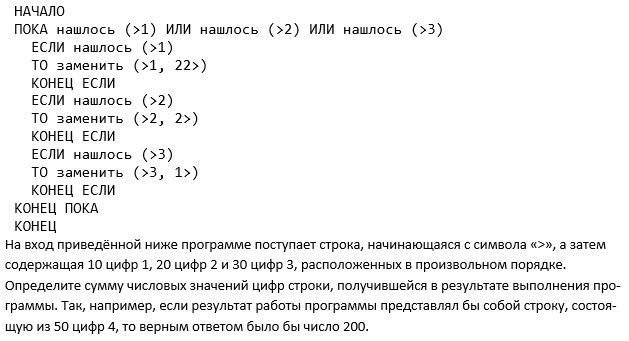 НАЧАЛО
ПОКА нашлось (>1) ИЛИ нашлось (>2) ИЛИ нашлось (>3)
ЕСЛИ нашлось (>1)
ТО заменить (>1, 22>)
КОНЕЦ ЕСЛИ
ЕСЛИ нашлось (>2)
ТО заменить (>2, 2>)
КОНЕЦ ЕСЛИ
ЕСЛИ нашлось (>3)
ТО заменить (>3, 1>)
КОНЕЦ ЕСЛИ
КОНЕЦ ПОКА
КОНЕЦ
На вход приведённой ниже программе поступает строка, начинающаяся с символа «>», а затем
содержащая 10 цифр 1, 20 цифр 2 и 30 цифр 3, расположенных в произвольном порядке.
Определите сумму числовых значений цифр строки, получившейся в результате выполнения про-
граммы. Так, например, если результат работы программы представлял бы собой строку, состоя-
щую из 50 цифр 4, то верным ответом было бы число 200.